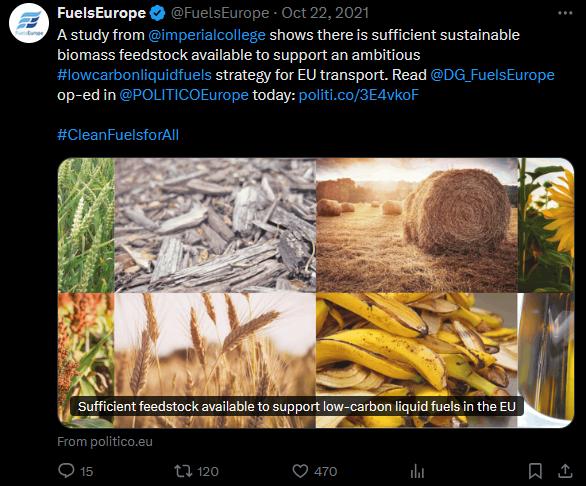 FuelsEurope @FuelsEurope · Oct 22, 2021
A study from @imperialcollege shows there is sufficient sustainable
biomass feedstock available to support an ambitious
#lowcarbonliquidfuels strategy for EU transport. Read @DG_FuelsEurope
op-ed in @POLITICOEurope today: politi.co/3E4vkoF
#CleanFuelsforAll
Sufficient feedstock available to support low-carbon liquid fuels in the EU
From politico.eu
15 120 470